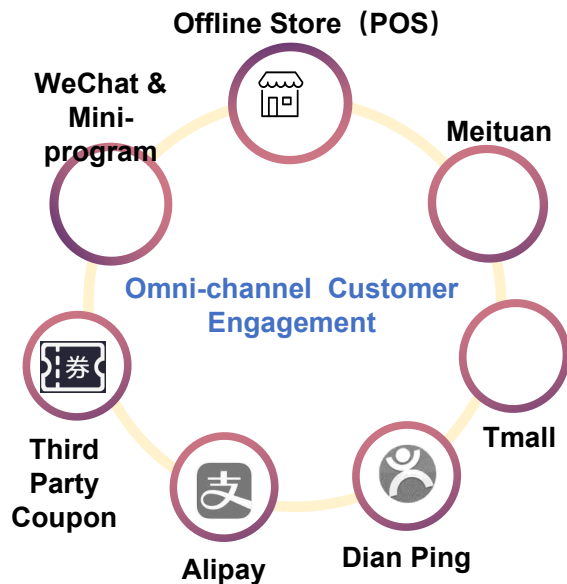 Offline Store（POS）
WeChat &
Mini-
program
Meituan
Omni-channel Customer
Engagement
券
Third
Party
Coupon
Tmall
支
Alipay
Dian Ping